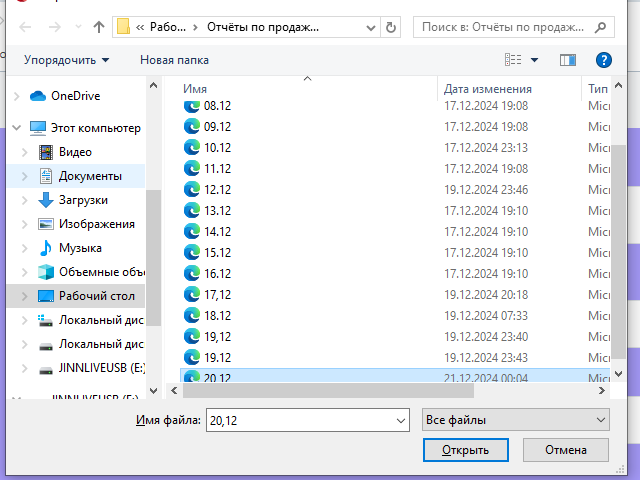 « Рабо... > Отчёты по продаж...
Поиск в: Отчёты по продаж...
Упорядочить
Новая папка
Имя
Дата изменения
Тип
OneDrive
Этот компьютер
Видео
Документы
Загрузки
Изображения
Музыка
Объемные объе
Рабочий стол
Локальный дис
Локальный дис
JINNLIVEUSB (E:)
JINNLIVEUSB (E:)
08.12 17.12.2024 19:08 Micr
09.12 17.12.2024 19:08 Micr
10.12 17.12.2024 23:13 Micr
11.12 17.12.2024 19:08 Micr
12.12 19.12.2024 23:46 Micr
13.12 17.12.2024 19:10 Micr
14.12 17.12.2024 19:10 Micr
15.12 17.12.2024 19:10 Micr
16.12 17.12.2024 19:10 Micr
17,12 19.12.2024 20:18 Micr
18.12 19.12.2024 07:33 Micr
19,12 19.12.2024 23:40 Micr
19.12 19.12.2024 23:43 Micr
20,12 21.12.2024 00:04 Micr
Имя файла: 20,12
Все файлы
Открыть
Отмена